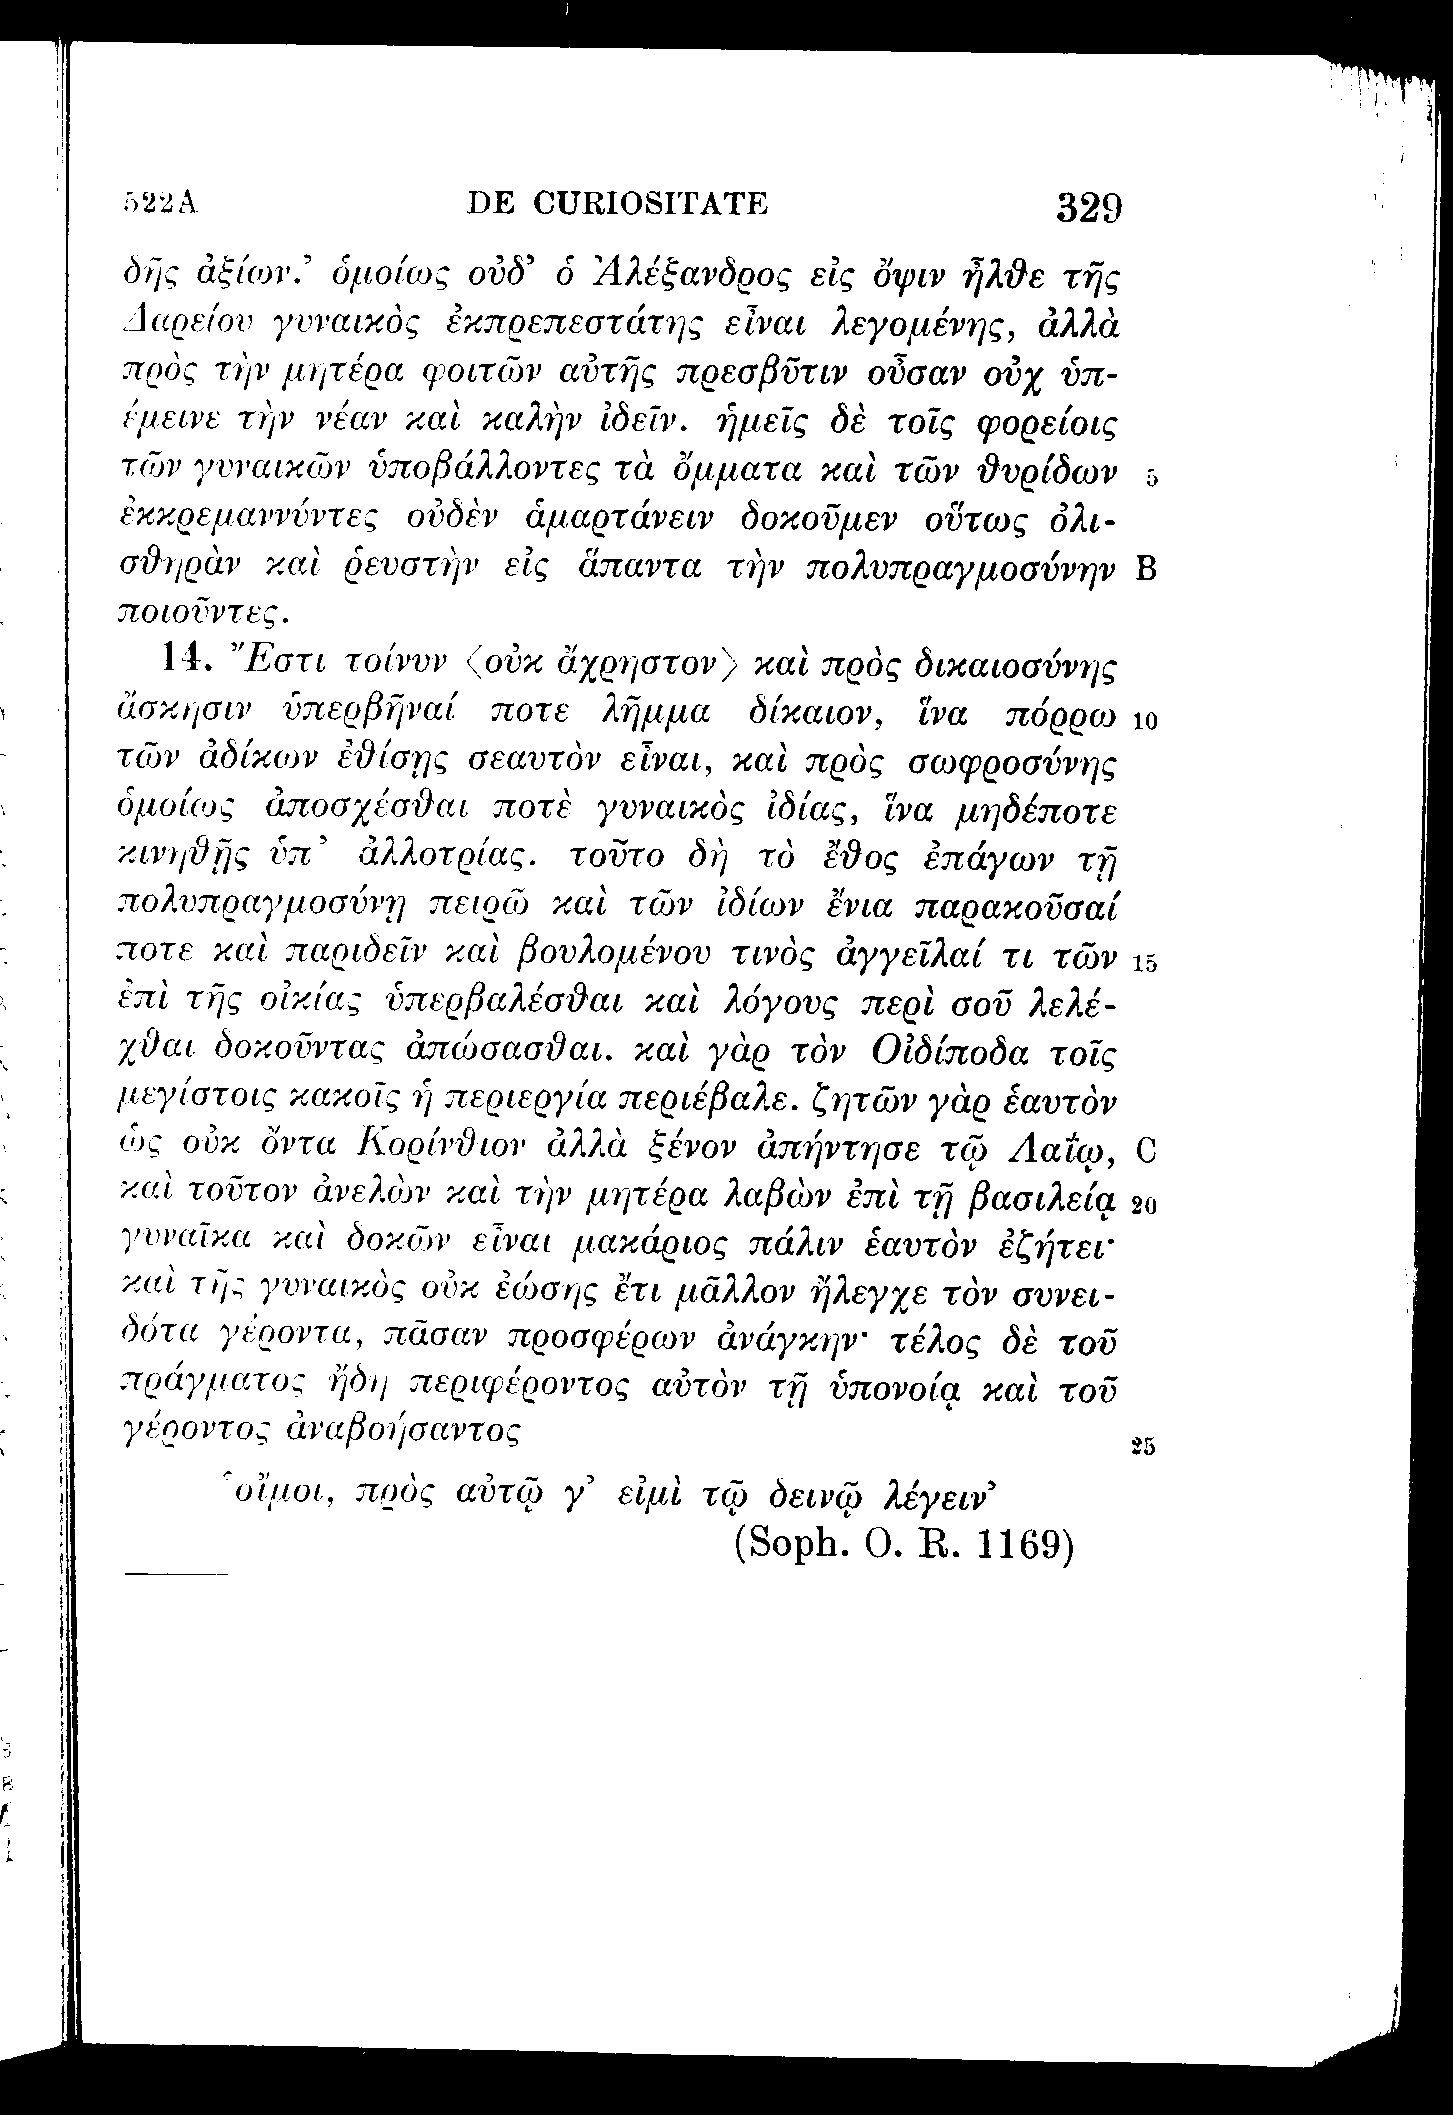 522A DE CURIOSITATE 329
δῆς ἀξίων.’ ὁμοίως οὐδ’ ὁ Ἀλέξανδρος εἰς ὄψιν ἦλθε τῆς
Δαρείου γυναικὸς ἐκπρεπεστάτης εἶναι λεγομένης, ἀλλὰ
πρὸς τὴν μητέρα φοιτῶν αὐτῆς πρεσβῦτιν οὖσαν οὐχ ὑπ-
έμεινε τὴν νέαν καὶ καλὴν ἰδεῖν. ἡμεῖς δὲ τοῖς φορείοις
τῶν γυναικῶν ὑποβάλλοντες τὰ ὄμματα καὶ τῶν θυρίδων 5
ἐκκρεμαννύντες οὐδὲν ἁμαρτάνειν δοκοῦμεν οὕτως ὀλι-
σθηρὰν καὶ ῥευστὴν εἰς ἅπαντα τὴν πολυπραγμοσύνην B
ποιοῦντες.
14. Ἔστι τοίνυν ⟨οὐκ ἄχρηστον⟩ καὶ πρὸς δικαιοσύνης
ἄσκησιν ὑπερβῆναί ποτε λῆμμα δίκαιον, ἵνα πόρρω 10
τῶν ἀδίκων ἐθίσῃς σεαυτὸν εἶναι, καὶ πρὸς σωφροσύνης
ὁμοίως ἀποσχέσθαι ποτὲ γυναικὸς ἰδίας, ἵνα μηδέποτε
κινηθῇς ὑπ’ ἀλλοτρίας. τοῦτο δὴ τὸ ἔθος ἐπάγων τῇ
πολυπραγμοσύνῃ πειρῶ καὶ τῶν ἰδίων ἔνια παρακοῦσαί
ποτε καὶ παριδεῖν καὶ βουλομένου τινὸς ἀγγεῖλαί τι τῶν 15
ἐπὶ τῆς οἰκίας ὑπερβαλέσθαι καὶ λόγους περὶ σοῦ λελέ-
χθαι δοκοῦντας ἀπώσασθαι. καὶ γὰρ τὸν Οἰδίποδα τοῖς
μεγίστοις κακοῖς ἡ περιεργία περιέβαλε. ζητῶν γὰρ ἑαυτὸν
ὡς οὐκ ὄντα Κορίνθιον ἀλλὰ ξένον ἀπήντησε τῷ Λαΐῳ, C
καὶ τοῦτον ἀνελὼν καὶ τὴν μητέρα λαβὼν ἐπὶ τῇ βασιλείᾳ 20
γυναῖκα καὶ δοκῶν εἶναι μακάριος πάλιν ἑαυτὸν ἐζήτει·
καὶ τῆς γυναικὸς οὐκ ἐώσης ἔτι μᾶλλον ἤλεγχε τὸν συνει-
δότα γέροντα, πᾶσαν προσφέρων ἀνάγκην· τέλος δὲ τοῦ
πράγματος ἤδη περιφέροντος αὐτὸν τῇ ὑπονοίᾳ καὶ τοῦ
γέροντος ἀναβοήσαντος 25
‘οἴμοι, πρὸς αὐτῷ γ’ εἰμὶ τῷ δεινῷ λέγειν’
(Soph. O. R. 1169)